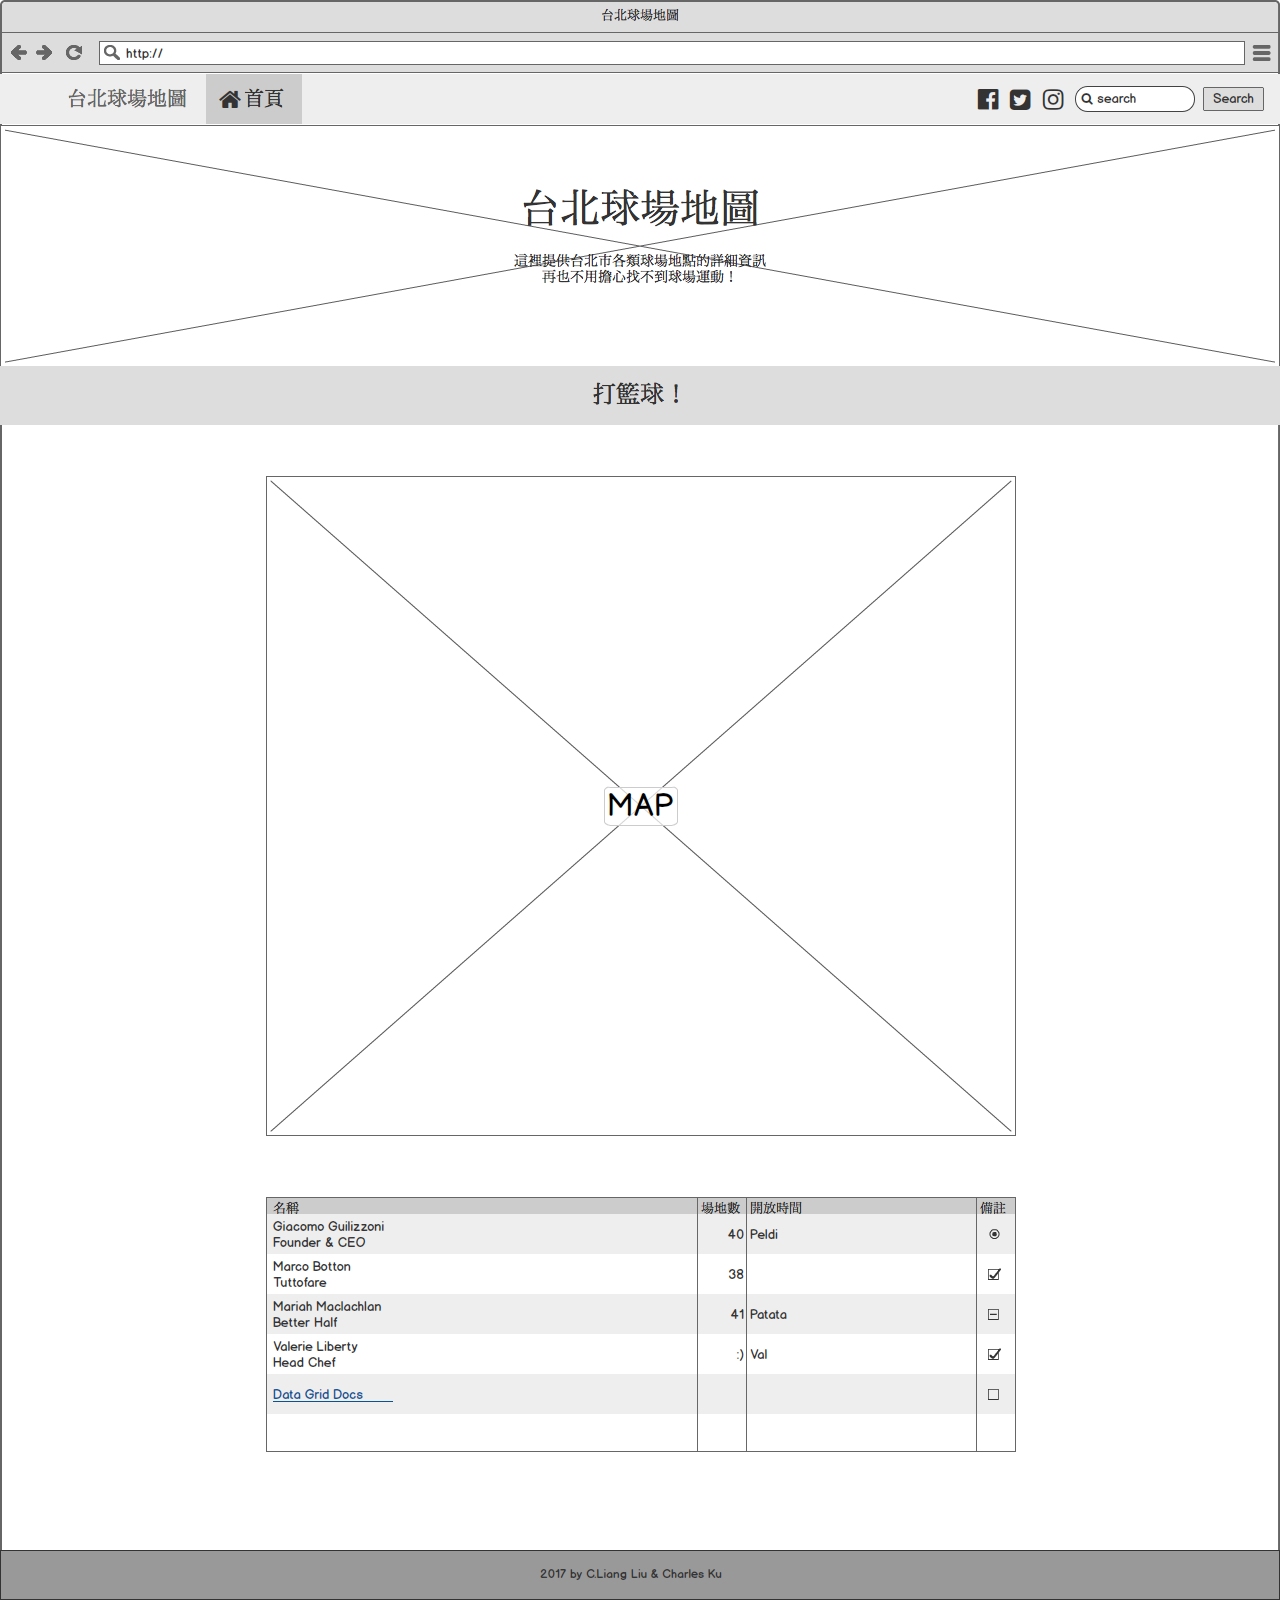 台北球場地圖
http://
台北球場地圖 首頁 search Search
台北球場地圖
這裡提供台北市各類球場地點的詳細資訊
再也不用擔心找不到球場運動！
打籃球！
MAP
名稱 場地數 開放時間 備註
Giacomo Guilizzoni
Founder & CEO
40 Peldi
Marco Botton
Tuttofare
38
Mariah Maclachlan
Better Half
41 Patata
Valerie Liberty
Head Chef
:) Val
Data Grid Docs
2017 by C.Liang Liu & Charles Ku